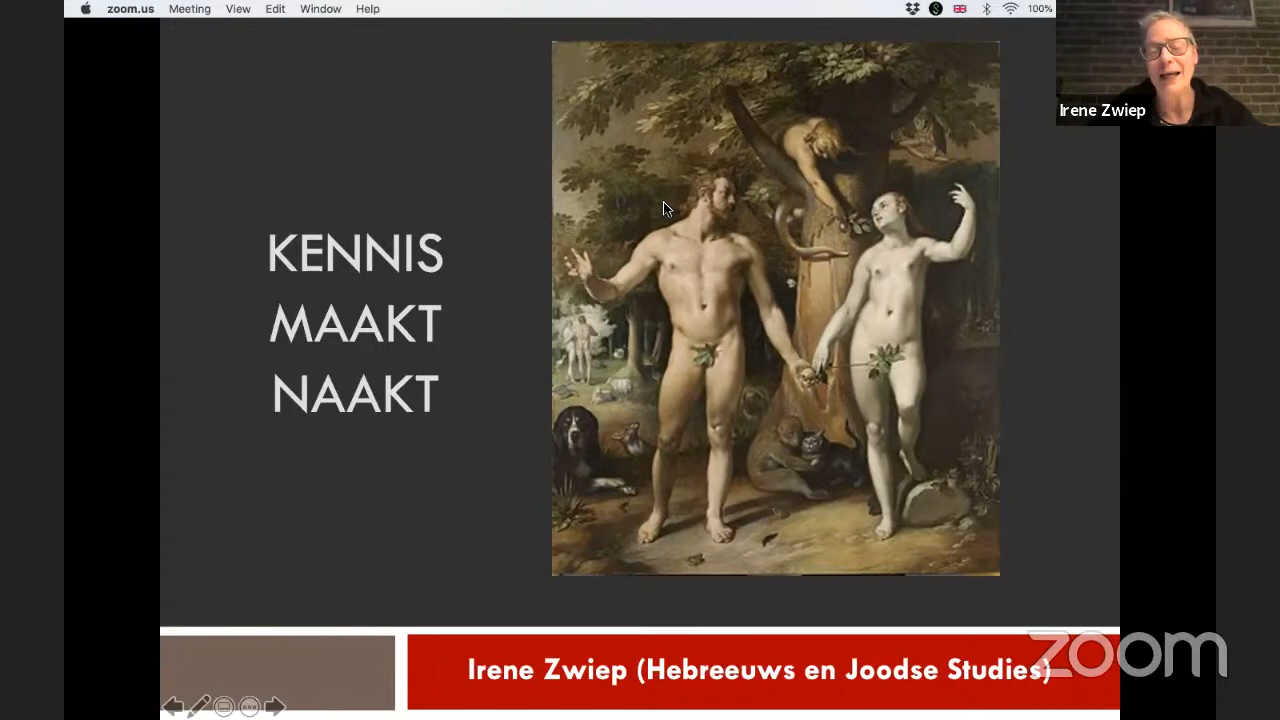 zoom.us Meeting View Edit Window Help 100%
Irene Zwiep
KENNIS
MAAKT
NAAKT
Irene Zwiep (Hebreeuws en Joodse Studies)
zoom